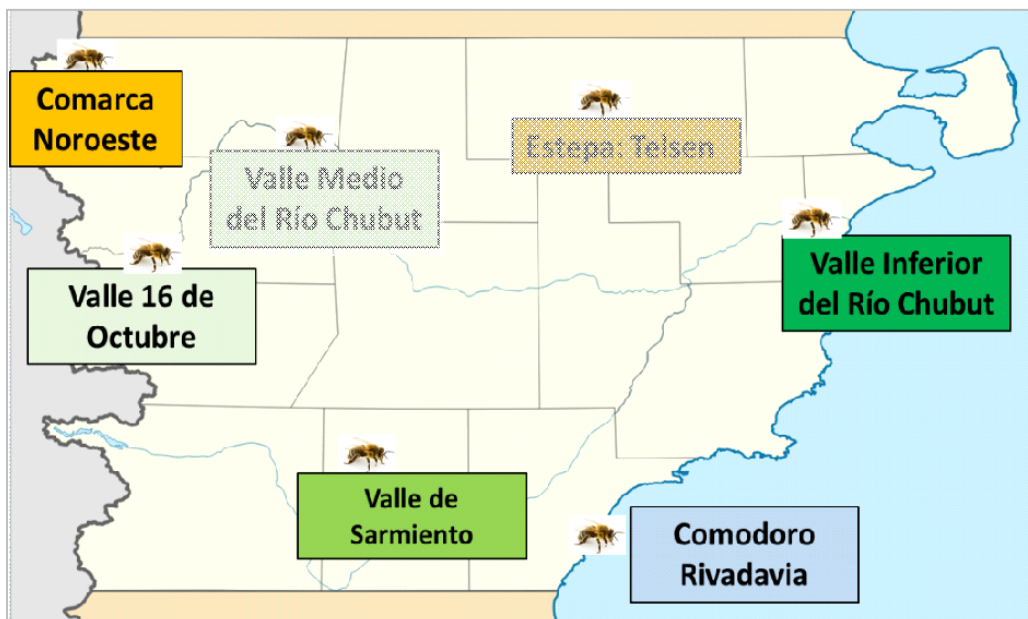 Comarca
Noroeste
Estepa: Telsen
Valle Medio
del Río Chubut
Valle Inferior
del Río Chubut
Valle 16 de
Octubre
Valle de
Sarmiento
Comodoro
Rivadavia